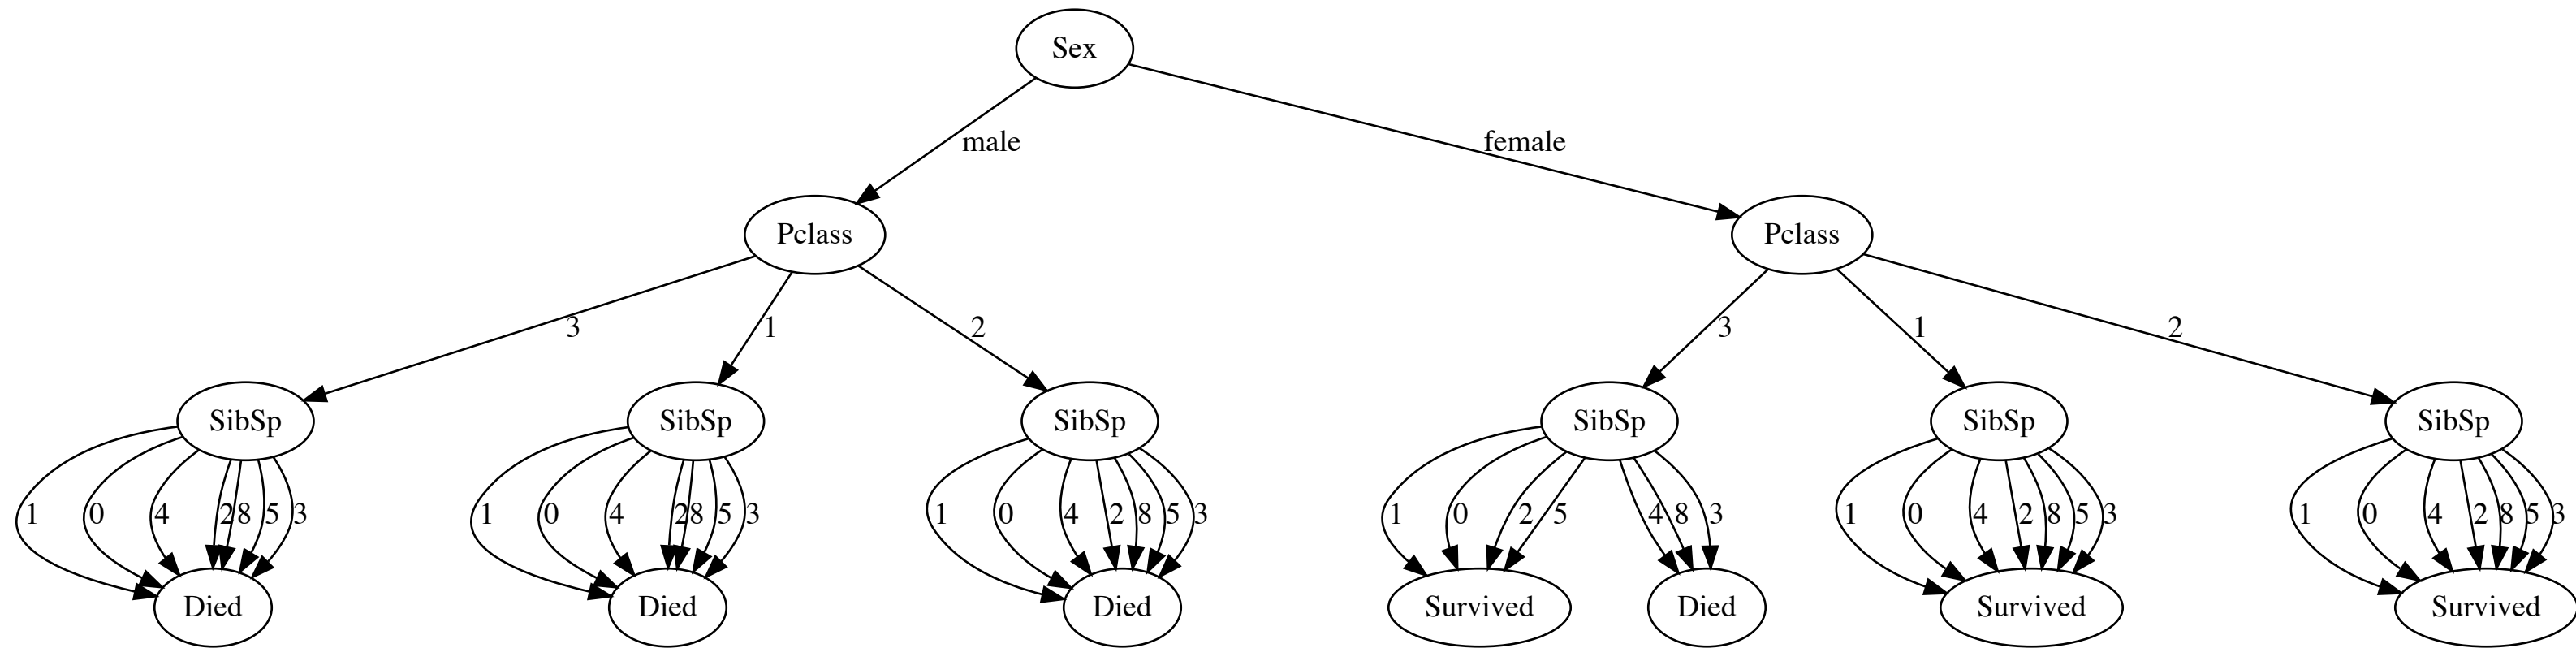 Sex
male female
Pclass Pclass
3 1 2 3 1 2
SibSp SibSp SibSp SibSp SibSp SibSp
1 0 4 2 8 5 3 1 0 4 2 8 5 3 1 0 4 2 8 5 3 1 0 2 5 4 8 3 1 0 4 2 8 5 3 1 0 4 2 8 5 3
Died Died Died Survived Died Survived Survived